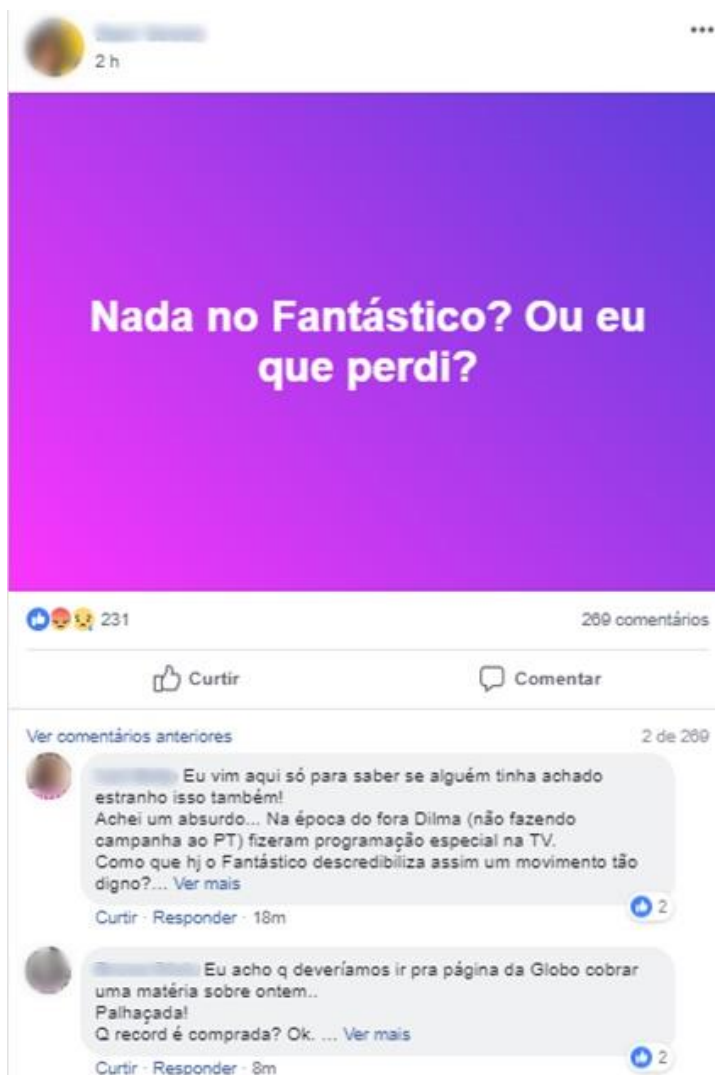 2 h
Nada no Fantástico? Ou eu
que perdi?
231
269 comentários
Curtir
Comentar
Ver comentários anteriores
2 de 269
Eu vim aqui só para saber se alguém tinha achado
estranho isso também!
Achei um absurdo... Na época do fora Dilma (não fazendo
campanha ao PT) fizeram programação especial na TV.
Como que hj o Fantástico descredibiliza assim um movimento tão
digno?... Ver mais
2
Curtir · Responder · 18m
Eu acho q deveríamos ir pra página da Globo cobrar
uma matéria sobre ontem..
Palhaçada!
Q record é comprada? Ok. ... Ver mais
2
Curtir · Responder · 8m